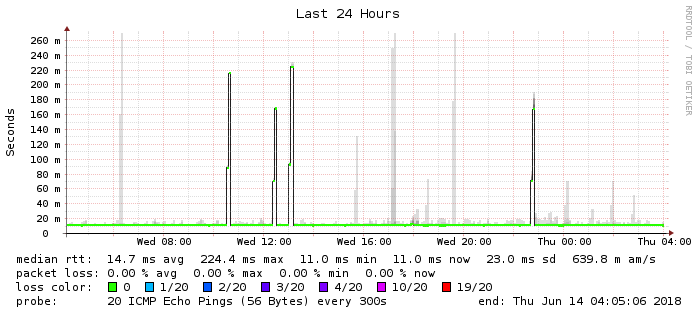 Last 24 Hours
RRDTOOL / TOBI OETIKER
Seconds
260 m
240 m
220 m
200 m
180 m
160 m
140 m
120 m
100 m
80 m
60 m
40 m
20 m
0
Wed 08:00 Wed 12:00 Wed 16:00 Wed 20:00 Thu 00:00 Thu 04:00
median rtt: 14.7 ms avg 224.4 ms max 11.0 ms min 11.0 ms now 23.0 ms sd 639.8 m am/s
packet loss: 0.00 % avg 0.00 % max 0.00 % min 0.00 % now
loss color: 0 1/20 2/20 3/20 4/20 10/20 19/20
probe: 20 ICMP Echo Pings (56 Bytes) every 300s end: Thu Jun 14 04:05:06 2018